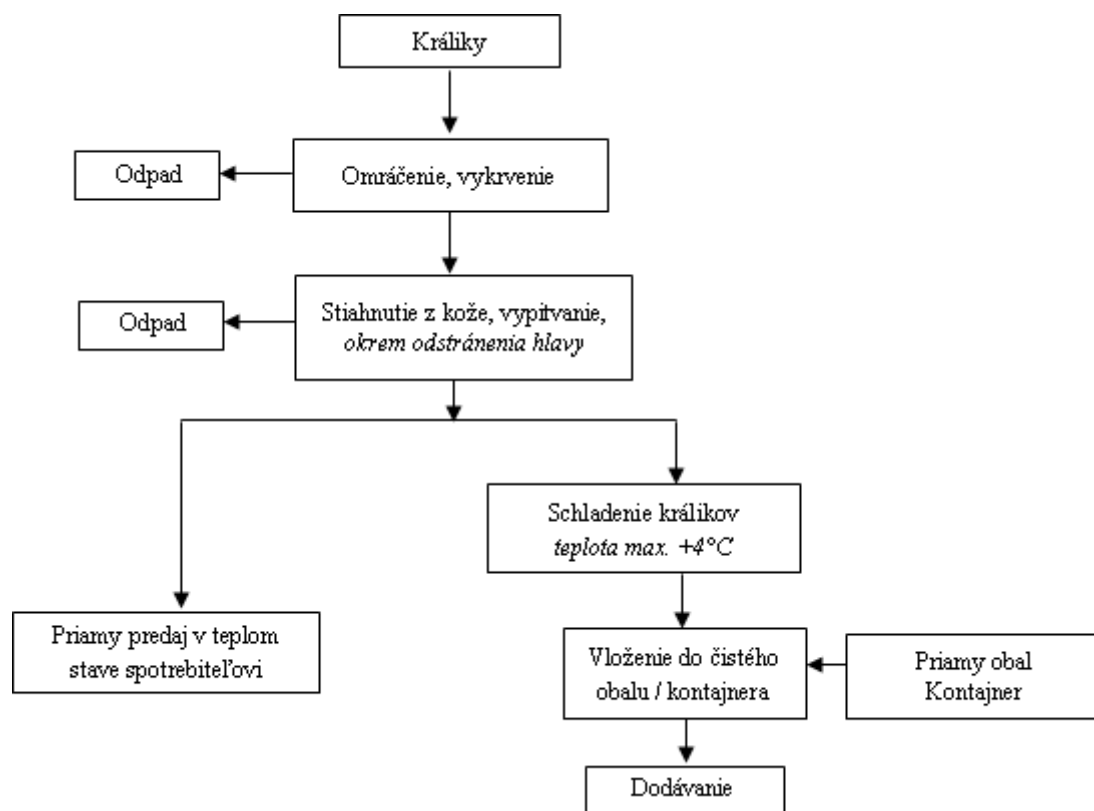 Králiky
Odpad
Omráčenie, vykrvenie
Odpad
Stiahnutie z kože, vypitvanie,
okrem odstránenia hlavy
Schladenie králikov
teplota max. +4°C
Priamy predaj v teplom
stave spotrebiteľovi
Vloženie do čistého
obalu / kontajnera
Priamy obal
Kontajner
Dodávanie